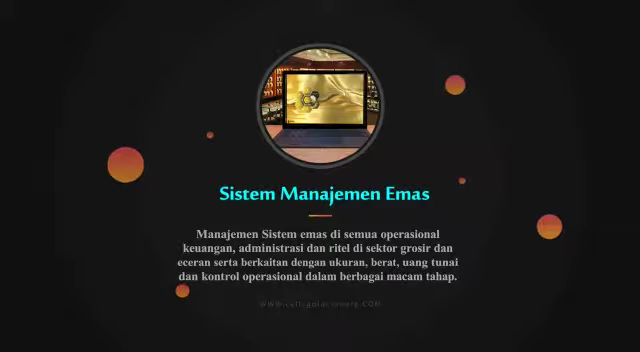 Sistem Manajemen Emas
Manajemen Sistem emas di semua operasional
keuangan, administrasi dan ritel di sektor grosir dan
eceran serta berkaitan dengan ukuran, berat, uang tunai
dan kontrol operasional dalam berbagai macam tahap.